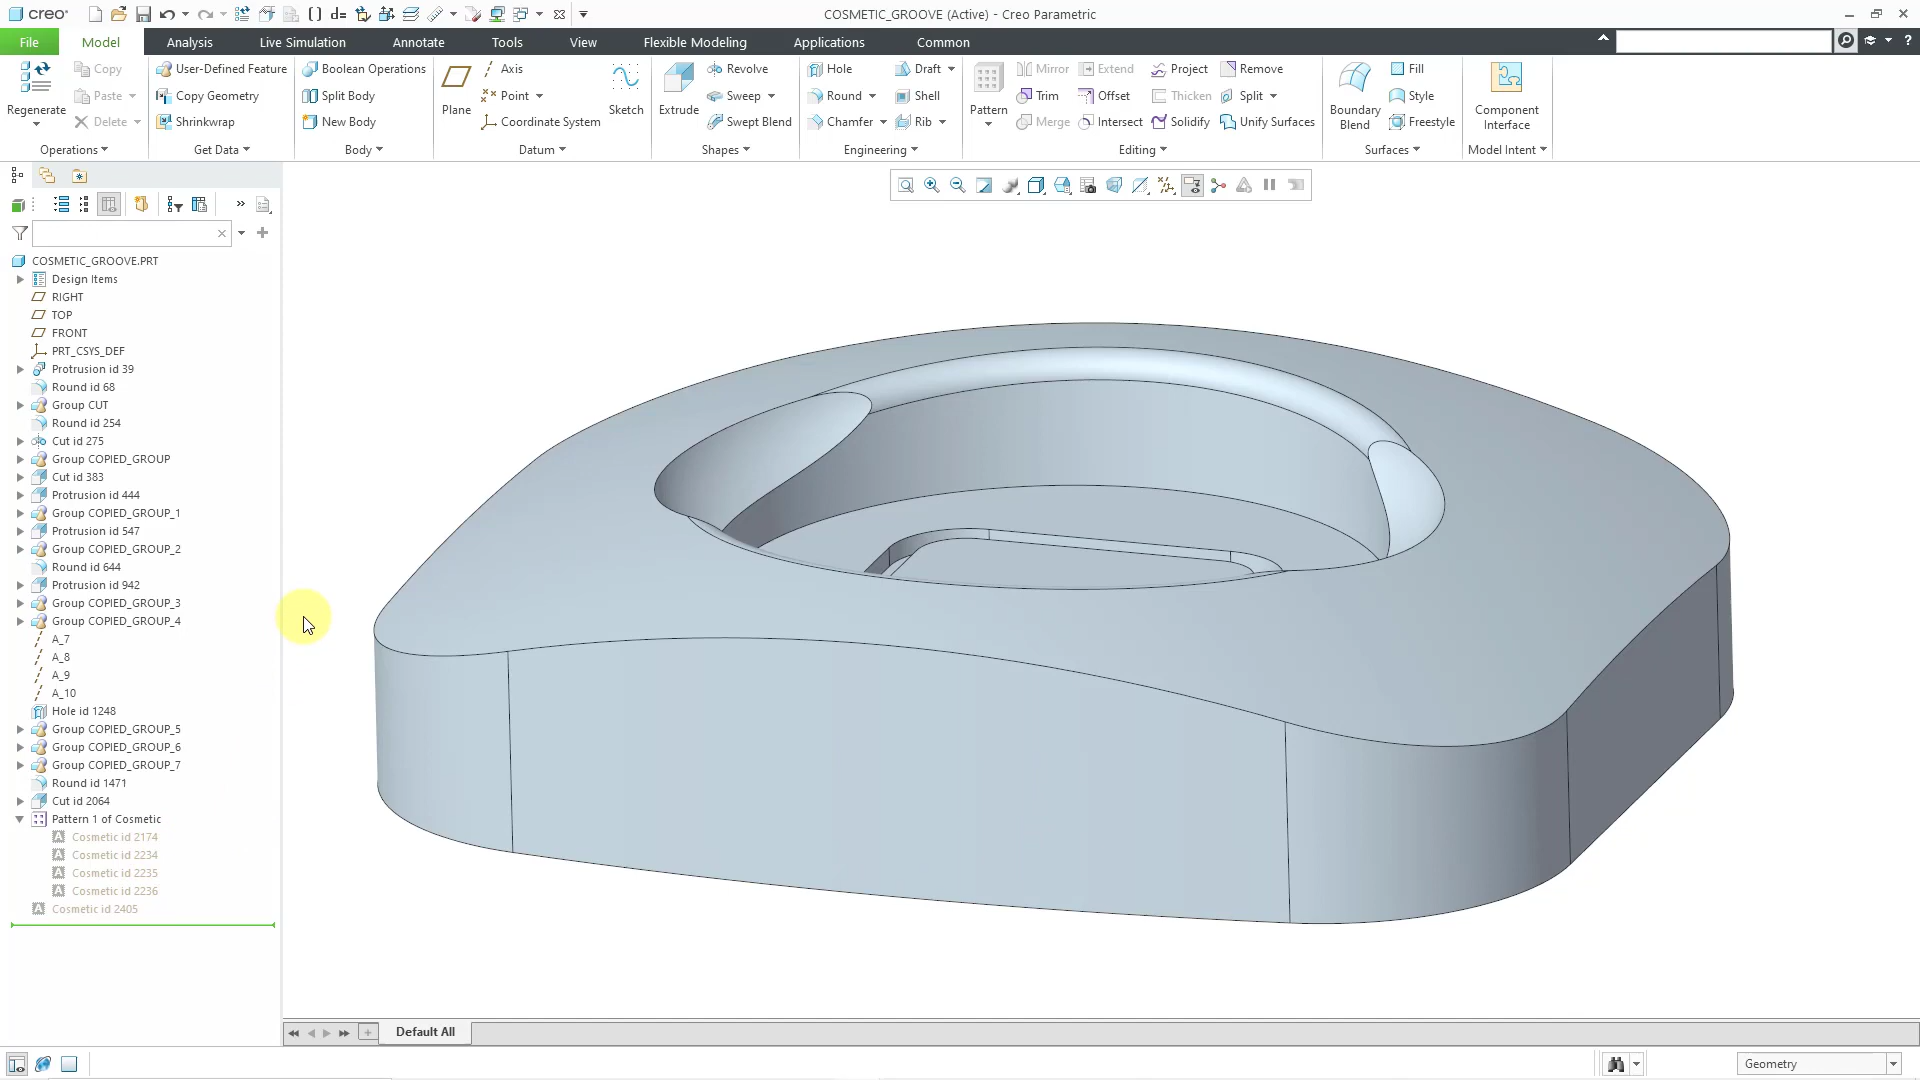 creo
COSMETIC_GROOVE (Active) - Creo Parametric
File
Model
Analysis
Live Simulation
Annotate
Tools
View
Flexible Modeling
Applications
Common
Regenerate
Copy
Paste
Delete
Operations
User-Defined Feature
Copy Geometry
Shrinkwrap
Get Data
Boolean Operations
Split Body
New Body
Body
Plane
Axis
Point
Coordinate System
Sketch
Datum
Extrude
Revolve
Sweep
Swept Blend
Shapes
Hole
Round
Chamfer
Draft
Shell
Rib
Engineering
Pattern
Mirror
Trim
Merge
Extend
Offset
Intersect
Project
Thicken
Solidify
Remove
Split
Unify Surfaces
Editing
Boundary
Blend
Fill
Style
Freestyle
Surfaces
Component
Interface
Model Intent
COSMETIC_GROOVE.PRT
Design Items
RIGHT
TOP
FRONT
PRT_CSYS_DEF
Protrusion id 39
Round id 68
Group CUT
Round id 254
Cut id 275
Group COPIED_GROUP
Cut id 383
Protrusion id 444
Group COPIED_GROUP_1
Protrusion id 547
Group COPIED_GROUP_2
Round id 644
Protrusion id 942
Group COPIED_GROUP_3
Group COPIED_GROUP_4
A_7
A_8
A_9
A_10
Hole id 1248
Group COPIED_GROUP_5
Group COPIED_GROUP_6
Group COPIED_GROUP_7
Round id 1471
Cut id 2064
Pattern 1 of Cosmetic
Cosmetic id 2174
Cosmetic id 2234
Cosmetic id 2235
Cosmetic id 2236
Cosmetic id 2405
Default All
Geometry